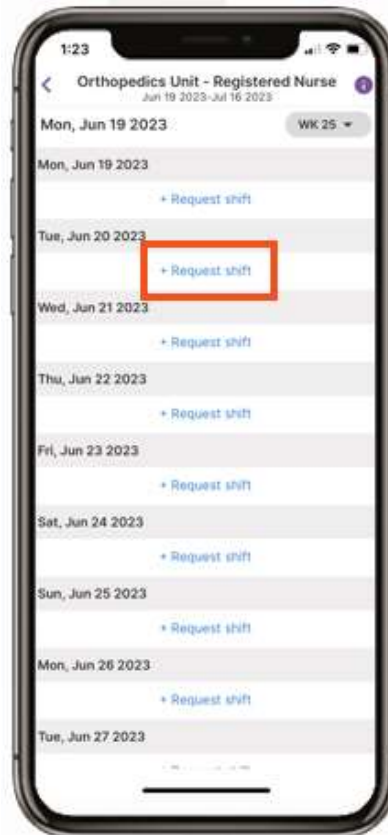 1:23
Orthopedics Unit - Registered Nurse
Jun 19 2023-Jul 16 2023
Mon, Jun 19 2023 WK 25
Mon, Jun 19 2023
+ Request shift
Tue, Jun 20 2023
+ Request shift
Wed, Jun 21 2023
+ Request shift
Thu, Jun 22 2023
+ Request shift
Fri, Jun 23 2023
+ Request shift
Sat, Jun 24 2023
+ Request shift
Sun, Jun 25 2023
+ Request shift
Mon, Jun 26 2023
+ Request shift
Tue, Jun 27 2023